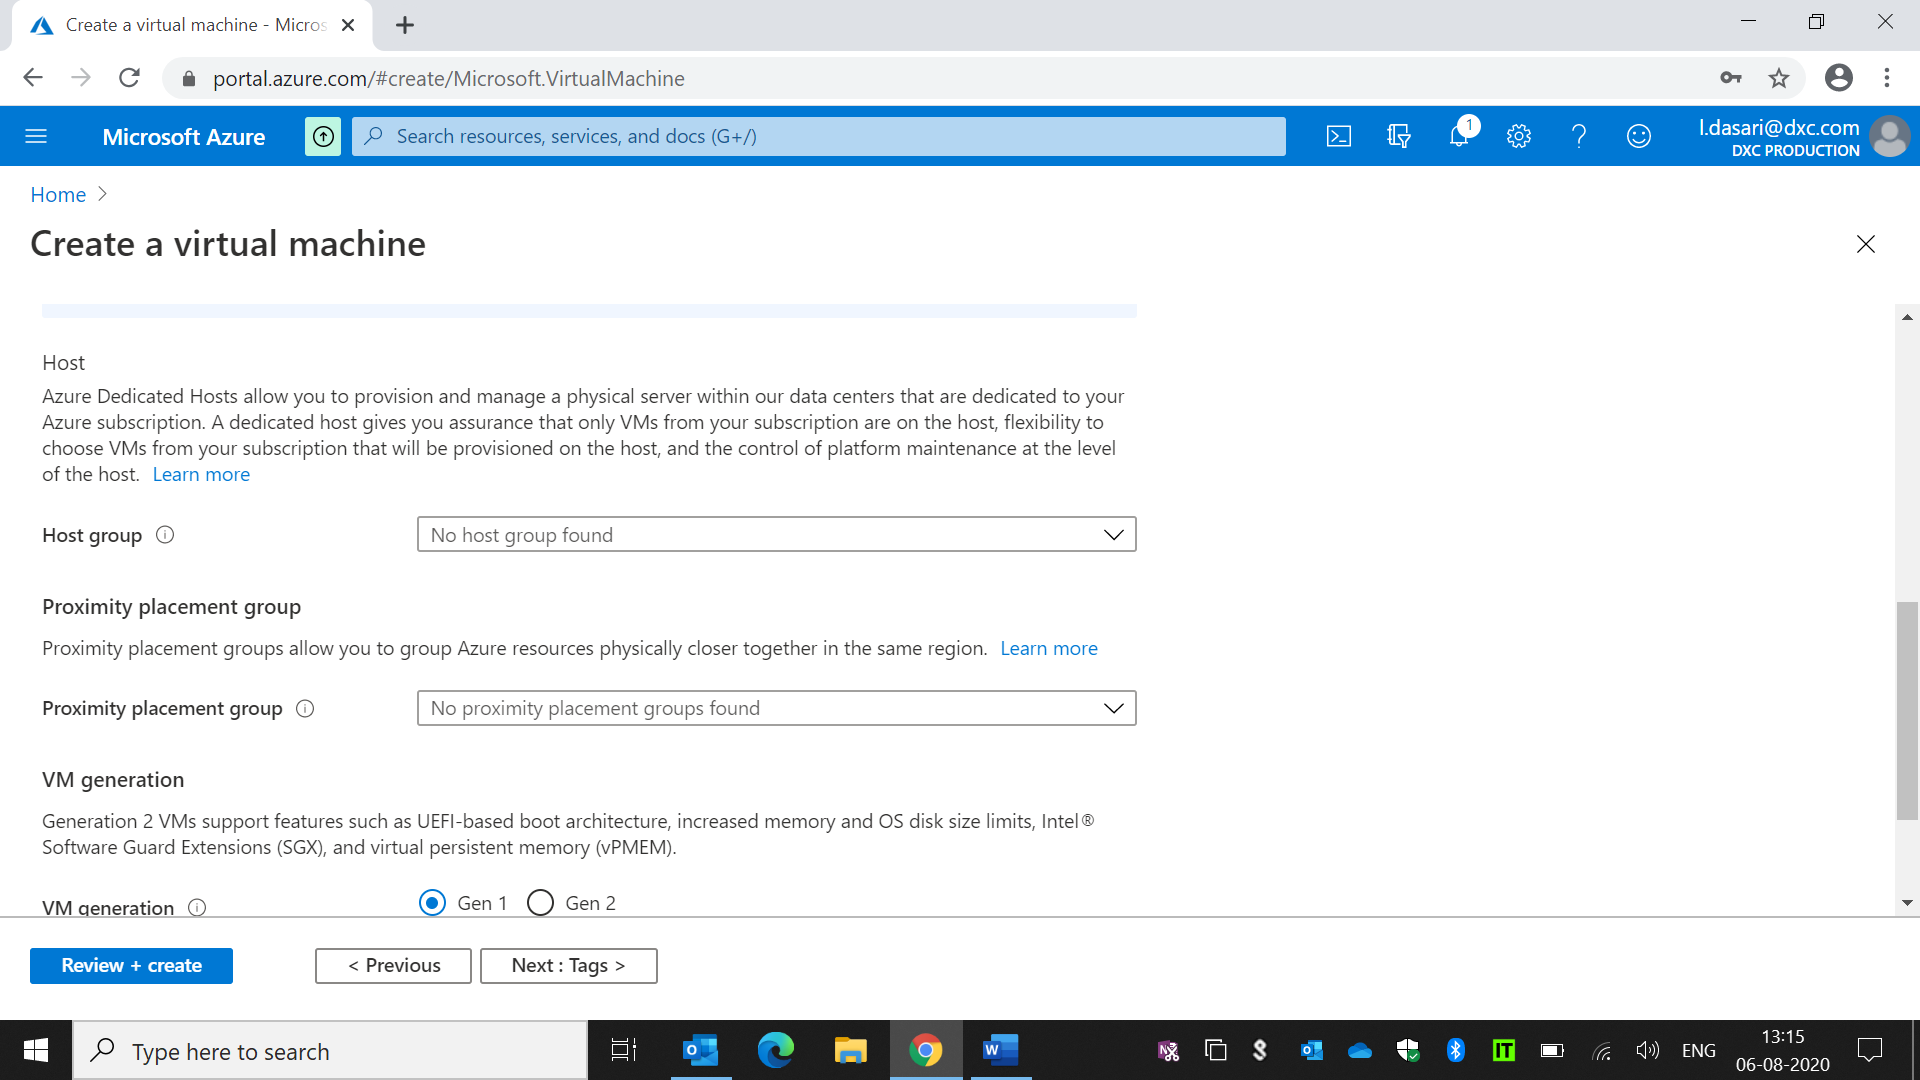 Create a virtual machine - Micros
portal.azure.com/#create/Microsoft.VirtualMachine
Microsoft Azure
Search resources, services, and docs (G+/)
1
l.dasari@dxc.com
DXC PRODUCTION
Home
Create a virtual machine
Host
Azure Dedicated Hosts allow you to provision and manage a physical server within our data centers that are dedicated to your
Azure subscription. A dedicated host gives you assurance that only VMs from your subscription are on the host, flexibility to
choose VMs from your subscription that will be provisioned on the host, and the control of platform maintenance at the level
of the host. Learn more
Host group
No host group found
Proximity placement group
Proximity placement groups allow you to group Azure resources physically closer together in the same region. Learn more
Proximity placement group
No proximity placement groups found
VM generation
Generation 2 VMs support features such as UEFI-based boot architecture, increased memory and OS disk size limits, Intel®
Software Guard Extensions (SGX), and virtual persistent memory (vPMEM).
VM generation
Gen 1 Gen 2
Review + create
< Previous
Next : Tags >
Type here to search
ENG
13:15
06-08-2020